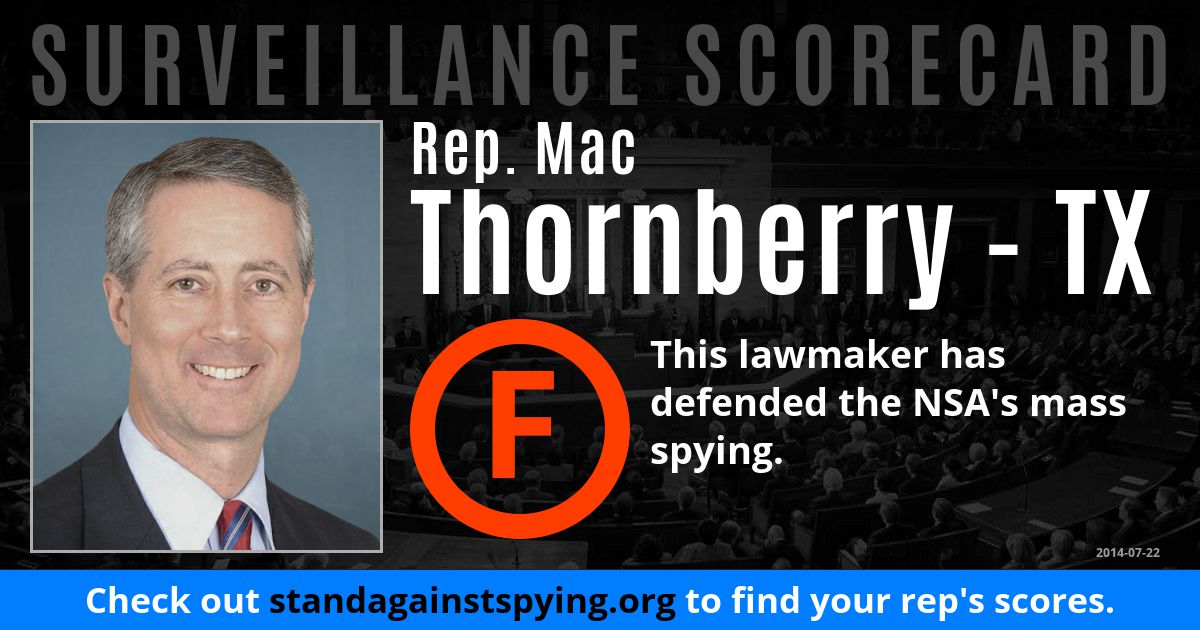 SURVEILLANCE SCORECARD
Rep. Mac
Thornberry - TX
F
This lawmaker has
defended the NSA's mass
spying.
2014-07-22
Check out standagainstspying.org to find your rep's scores.